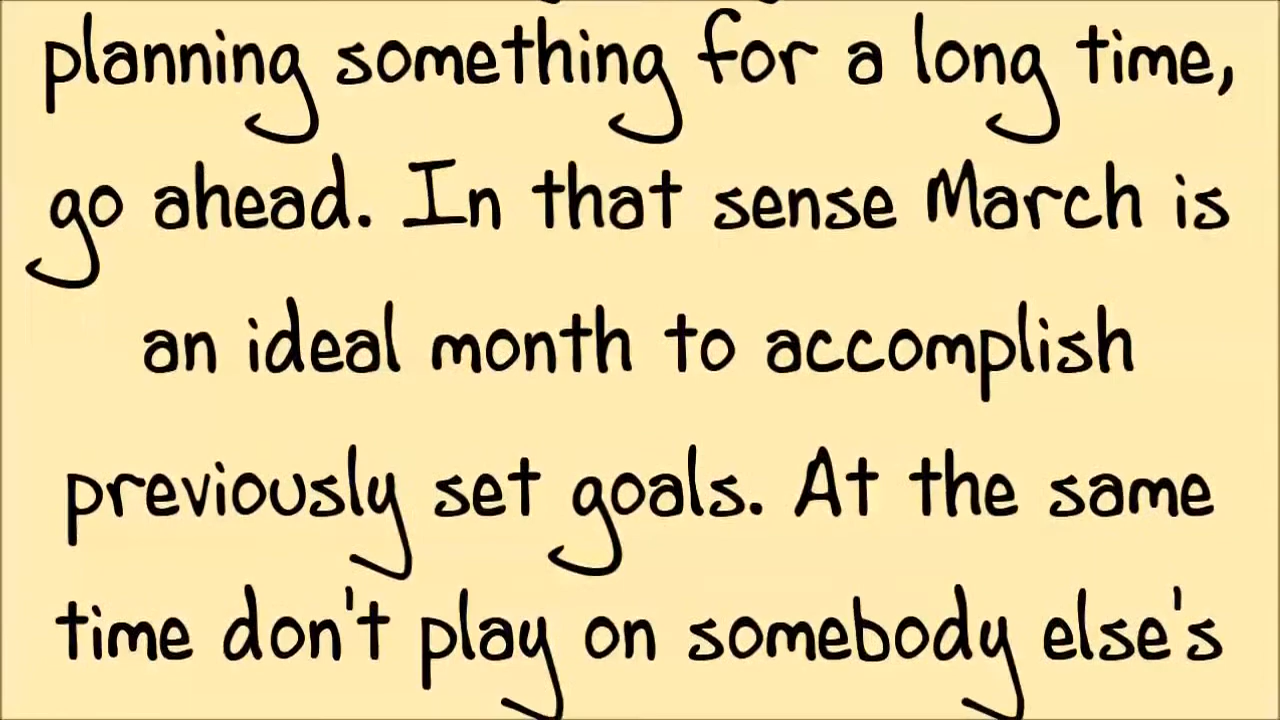 planning something for a long time,
go ahead. In that sense March is
an ideal month to accomplish
previously set goals. At the same
time don't play on somebody else's